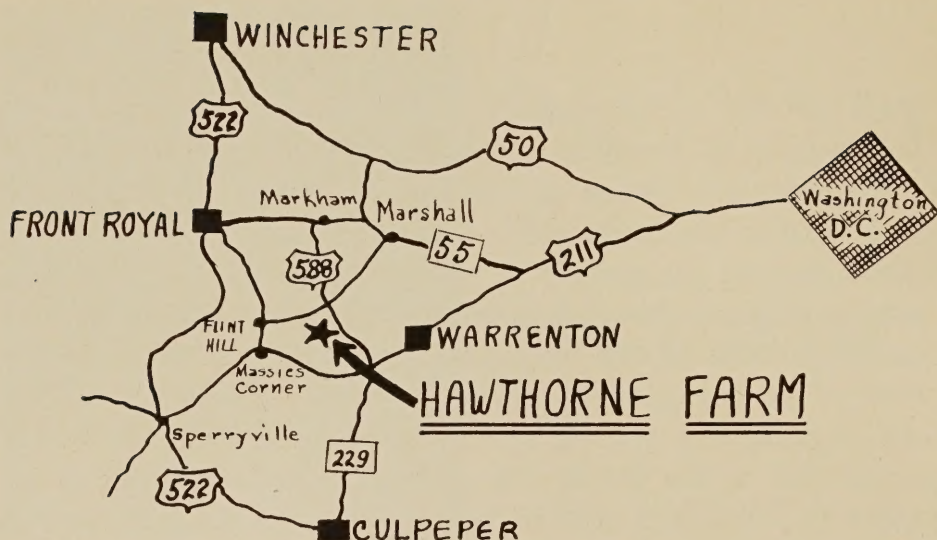 WINCHESTER
522
50
Markham
Marshall
Washington
D.C.
FRONT ROYAL
55
211
588
FLINT
HILL
WARRENTON
Massies
Corner
HAWTHORNE FARM
Sperryville
229
522
CULPEPER